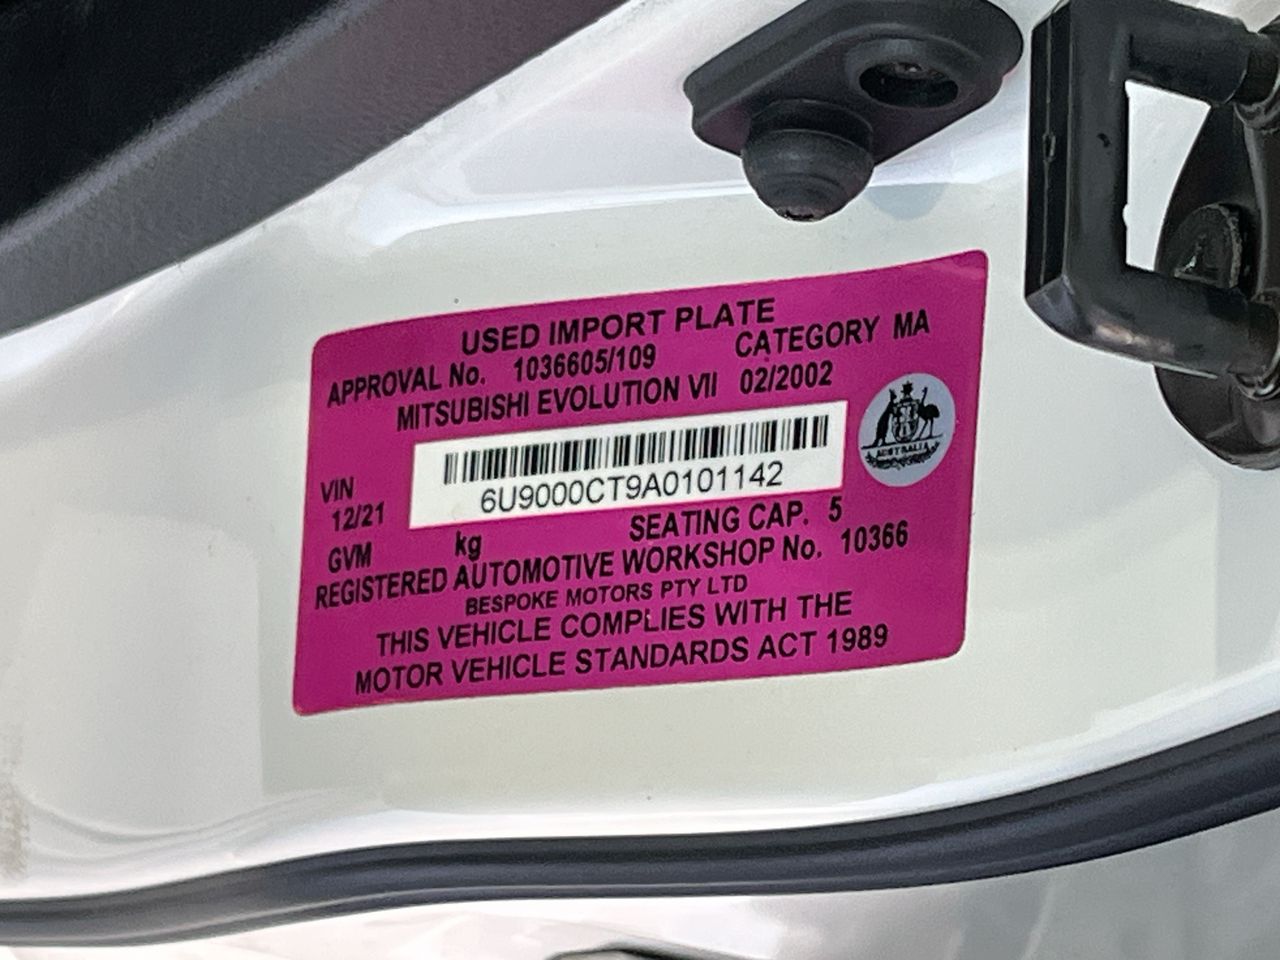 USED IMPORT PLATE
APPROVAL No. 1036605/109 CATEGORY MA
MITSUBISHI EVOLUTION VII 02/2002
VIN 6U9000CT9A0101142
12/21
GVM kg SEATING CAP. 5
REGISTERED AUTOMOTIVE WORKSHOP No. 10366
BESPOKE MOTORS PTY LTD
THIS VEHICLE COMPLIES WITH THE
MOTOR VEHICLE STANDARDS ACT 1989
AUSTRALIA